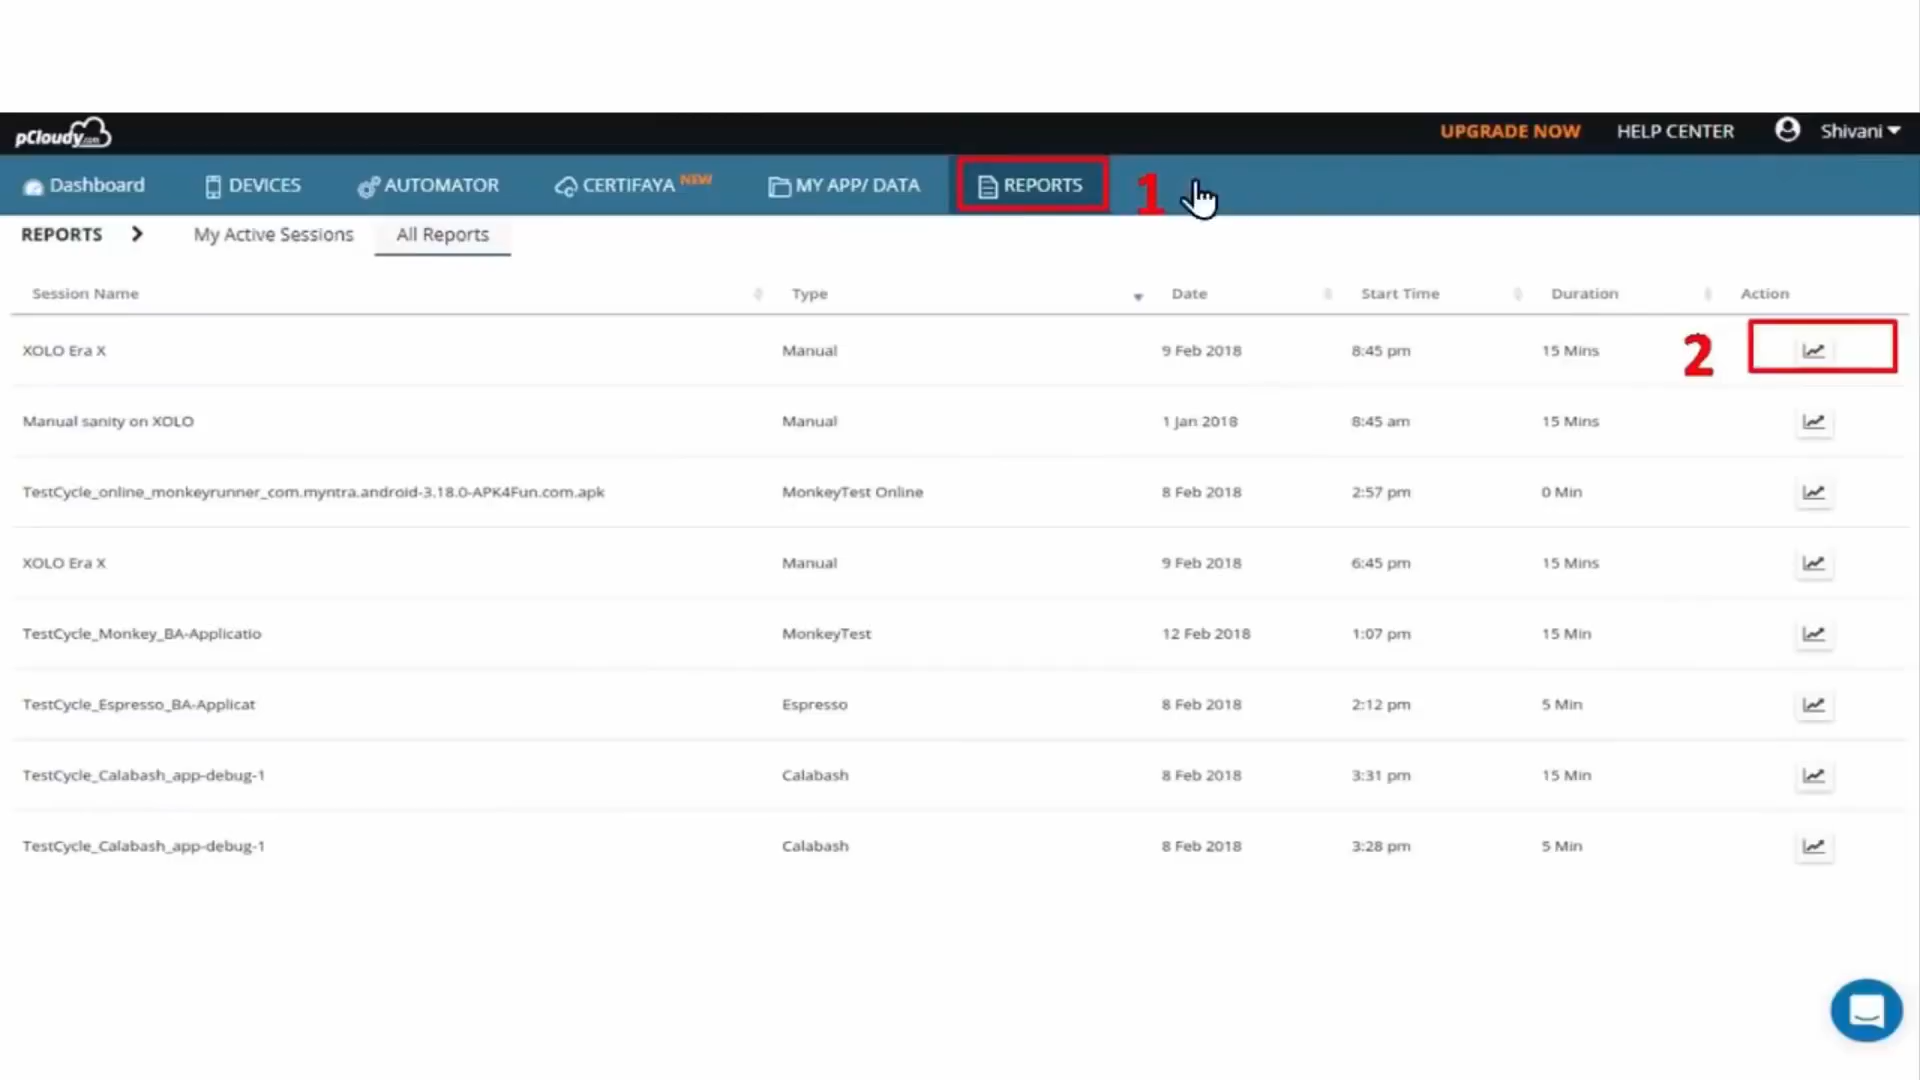 pCloudy.com UPGRADE NOW HELP CENTER Shivani
Dashboard DEVICES AUTOMATOR CERTIFAYA NEW MY APP/ DATA REPORTS 1
REPORTS My Active Sessions All Reports
Session Name Type Date Start Time Duration Action
XOLO Era X Manual 9 Feb 2018 8:45 pm 15 Mins 2
Manual sanity on XOLO Manual 1 Jan 2018 8:45 am 15 Mins
TestCycle_online_monkeyrunner_com.myntra.android-3.18.0-APK4Fun.com.apk MonkeyTest Online 8 Feb 2018 2:57 pm 0 Min
XOLO Era X Manual 9 Feb 2018 6:45 pm 15 Mins
TestCycle_Monkey_BA-Applicatio MonkeyTest 12 Feb 2018 1:07 pm 15 Min
TestCycle_Espresso_BA-Applicat Espresso 8 Feb 2018 2:12 pm 5 Min
TestCycle_Calabash_app-debug-1 Calabash 8 Feb 2018 3:31 pm 15 Min
TestCycle_Calabash_app-debug-1 Calabash 8 Feb 2018 3:28 pm 5 Min